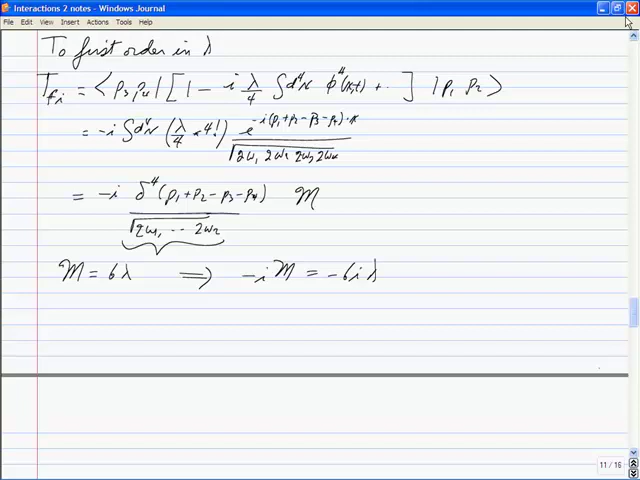 Interactions 2 notes - Windows Journal
File Edit View Insert Actions Tools Help
To first order in λ
T_fi = < p3 p4 | [ 1 - i λ/4 ∫d⁴x φ⁴(x,t) + .. ] | p1 p2 >
= -i ∫d⁴x (λ/4 · 4!) e^{-i(p1+p2-p3-p4)·x} / √(2ω1 2ω2 2ω3 2ω4)
= -i δ⁴(p1+p2-p3-p4) / √(2ω1 ... 2ω2) M
M = 6λ ⟹ -iM = -6iλ
11 / 16